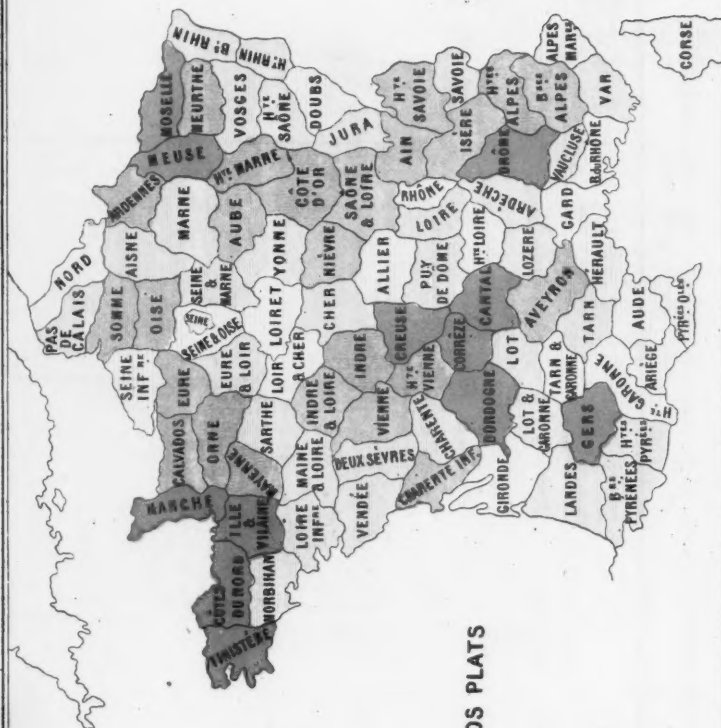 NORD
PAS
DE
CALAIS
SOMME
AISNE
ARDENNES
SEINE
INFRE
OISE
MARNE
MEUSE
MOSELLE
MEURTHE
Bs RHIN
Ht RHIN
VOSGES
EURE
SEINE
SEINE & OISE
SEINE
&
MARNE
AUBE
Hte MARNE
Hte
SAÔNE
DOUBS
CALVADOS
MANCHE
ORNE
EURE
& LOIR
LOIRET
YONNE
CÔTE
D'OR
JURA
FINISTÈRE
CÔTES
DU NORD
MORBIHAN
ILLE
&
VILAINE
MAYENNE
SARTHE
LOIR
& CHER
CHER
NIÈVRE
SAÔNE
& LOIRE
AIN
LOIRE
INFRE
MAINE
& LOIRE
INDRE
& LOIRE
INDRE
ALLIER
RHÔNE
Hte
SAVOIE
SAVOIE
VENDÉE
DEUX SÈVRES
VIENNE
CREUSE
PUY
DE DÔME
LOIRE
ISÈRE
CHARENTE INF.
CHARENTE
Hte
VIENNE
CORRÈZE
CANTAL
Hte LOIRE
ARDÈCHE
DRÔME
Htes
ALPES
GIRONDE
DORDOGNE
LOT
AVEYRON
LOZÈRE
GARD
VAUCLUSE
Bses
ALPES
ALPES
MARes
LOT &
GARONNE
TARN &
GARONNE
TARN
HÉRAULT
B. du RHÔNE
VAR
LANDES
GERS
Hte GARONNE
AUDE
Bses
PYRÉNÉES
Htes
PYRÉES
ARIÈGE
PYRÉES OLES
CORSE
OS PLATS